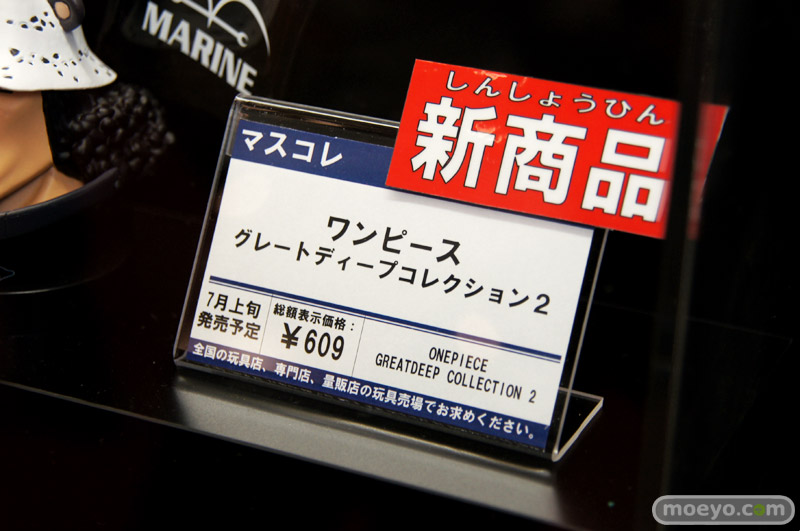 MARINE
しんしょうひん
新商品
マスコレ
ワンピース
グレートディープコレクション2
7月上旬
発売予定
総額表示価格：
¥609
ONEPIECE
GREATDEEP COLLECTION 2
全国の玩具店、専門店、量販店の玩具売場でお求めください。
moeyo.com